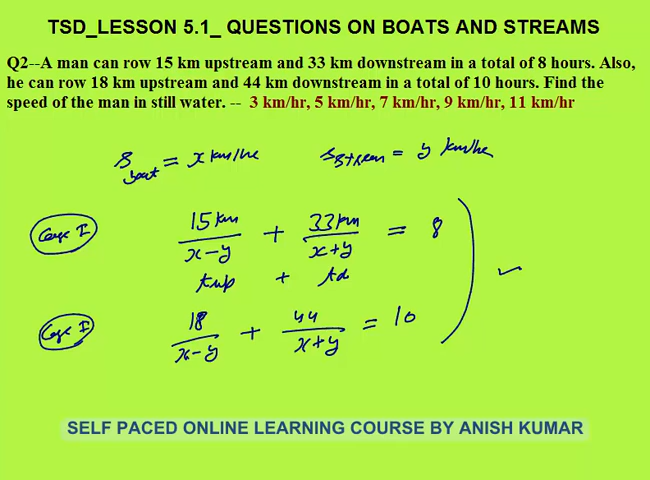 TSD_LESSON 5.1_ QUESTIONS ON BOATS AND STREAMS
Q2--A man can row 15 km upstream and 33 km downstream in a total of 8 hours. Also,
he can row 18 km upstream and 44 km downstream in a total of 10 hours. Find the
speed of the man in still water. -- 3 km/hr, 5 km/hr, 7 km/hr, 9 km/hr, 11 km/hr
S boat = x km/hr   S stream = y km/hr
Case I   15 km / x-y + 33 km / x+y = 8
tup + td
Case I   18 / x-y + 44 / x+y = 10
SELF PACED ONLINE LEARNING COURSE BY ANISH KUMAR